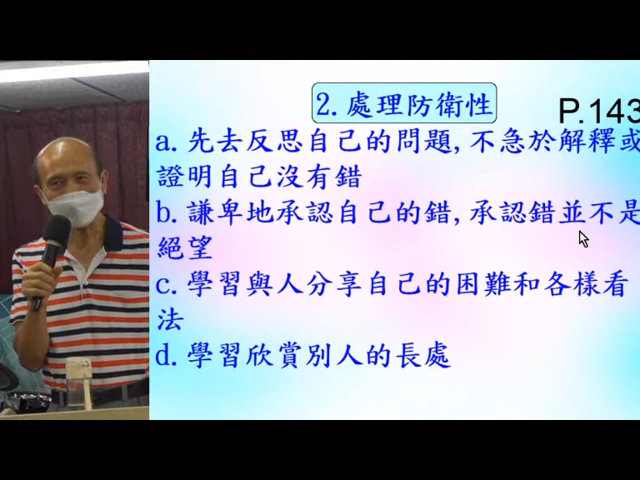 2.處理防衛性
P.143
a.先去反思自己的問題,不急於解釋或
證明自己沒有錯
b.謙卑地承認自己的錯,承認錯並不是
絕望
c.學習與人分享自己的困難和各樣看
法
d.學習欣賞別人的長處